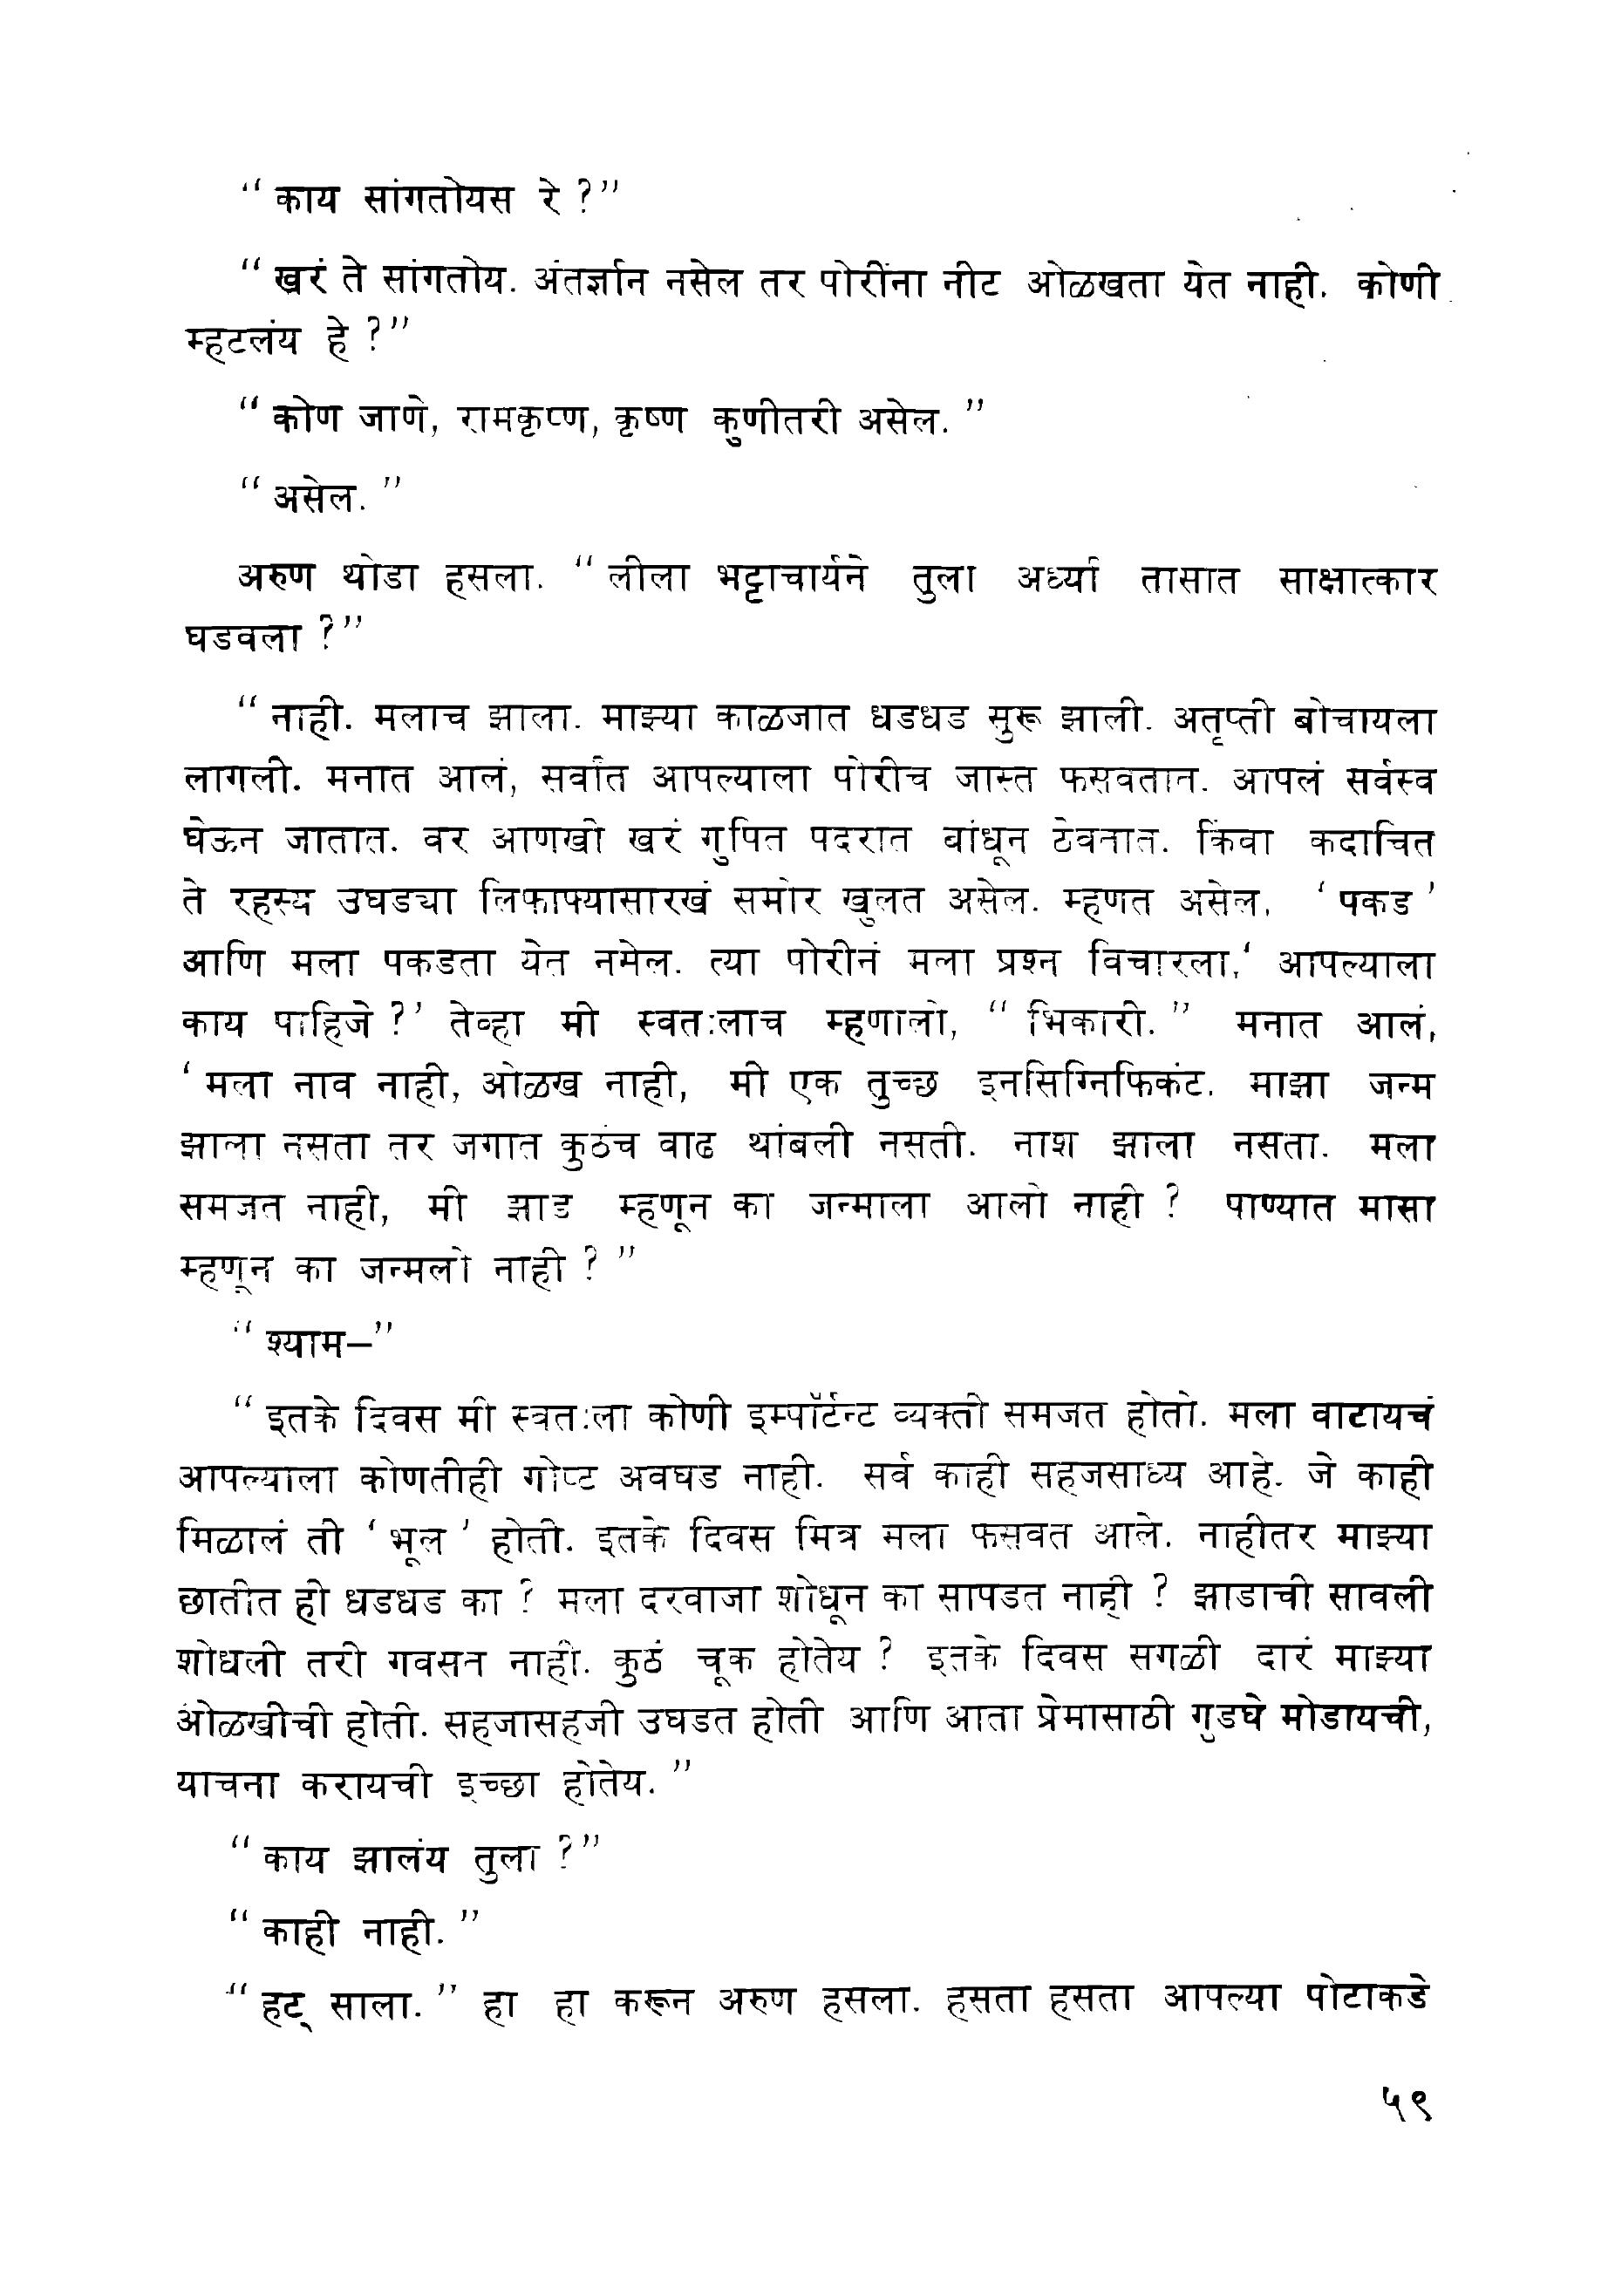 “ काय सांगतोयस रे ?”
“ खरं ते सांगतोय. अंतर्ज्ञान नसेल तर पोरींना नीट ओळखता येत नाही. कोणी
म्हटलंय हे ?”
“ कोण जाणे, रामकृष्ण, कृष्ण कुणीतरी असेल. ”
“ असेल. ”
अरुण थोडा हसला. “ लीला भट्टाचार्यने तुला अर्ध्या तासात साक्षात्कार
घडवला ?”
“ नाही. मलाच झाला. माझ्या काळजात धडधड सुरू झाली. अतृप्ती बोचायला
लागली. मनात आलं, सर्वांत आपल्याला पोरीच जास्त फसवतात. आपलं सर्वस्व
घेऊन जातात. वर आणखी खरं गुपित पदरात बांधून ठेवतात. किंवा कदाचित
ते रहस्य उघड्या लिफाफ्यासारखं समोर खुलत असेल. म्हणत असेल, ‘ पकड ’
आणि मला पकडता येत नसेल. त्या पोरीनं मला प्रश्न विचारला,‘ आपल्याला
काय पाहिजे ?’ तेव्हा मी स्वतःलाच म्हणालो, “ भिकारी. ” मनात आलं,
‘ मला नाव नाही, ओळख नाही, मी एक तुच्छ इनसिग्निफिकंट. माझा जन्म
झाला नसता तर जगात कुठंच वाढ थांबली नसती. नाश झाला नसता. मला
समजत नाही, मी झाड म्हणून का जन्माला आलो नाही ? पाण्यात मासा
म्हणून का जन्मलो नाही ? ”
“ श्याम–”
“ इतके दिवस मी स्वतःला कोणी इम्पॉर्टन्ट व्यक्ती समजत होतो. मला वाटायचं
आपल्याला कोणतीही गोष्ट अवघड नाही. सर्व काही सहजसाध्य आहे. जे काही
मिळालं ती ‘ भूल ’ होती. इतके दिवस मित्र मला फसवत आले. नाहीतर माझ्या
छातीत ही धडधड का ? मला दरवाजा शोधून का सापडत नाही ? झाडाची सावली
शोधली तरी गवसत नाही. कुठं चूक होतेय ? इतके दिवस सगळी दारं माझ्या
ओळखीची होती. सहजासहजी उघडत होती आणि आता प्रेमासाठी गुडघे मोडायची,
याचना करायची इच्छा होतेय. ”
“ काय झालंय तुला ?”
“ काही नाही. ”
“ हट् साला. ” हा हा करून अरुण हसला. हसता हसता आपल्या पोटाकडे
५९